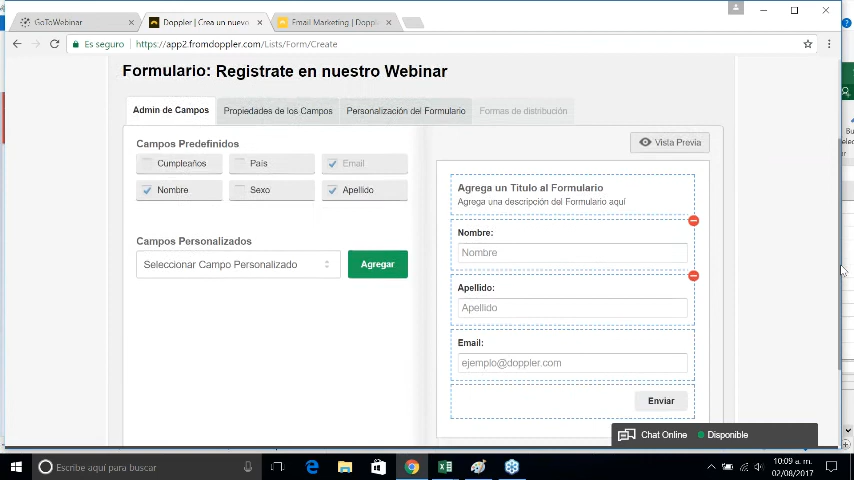 GoToWebinar
Doppler | Crea un nuevo
Email Marketing | Doppl
Es seguro
https://app2.fromdoppler.com/Lists/Form/Create
Formulario: Registrate en nuestro Webinar
Admin de Campos
Propiedades de los Campos
Personalización del Formulario
Formas de distribución
Campos Predefinidos
Vista Previa
Cumpleaños
País
Email
Nombre
Sexo
Apellido
Agrega un Titulo al Formulario
Agrega una descripción del Formulario aquí
Nombre:
Nombre
Campos Personalizados
Seleccionar Campo Personalizado
Agregar
Apellido:
Apellido
Email:
ejemplo@doppler.com
Enviar
Chat Online
Disponible
Escribe aquí para buscar
10:09 a. m.
02/08/2017